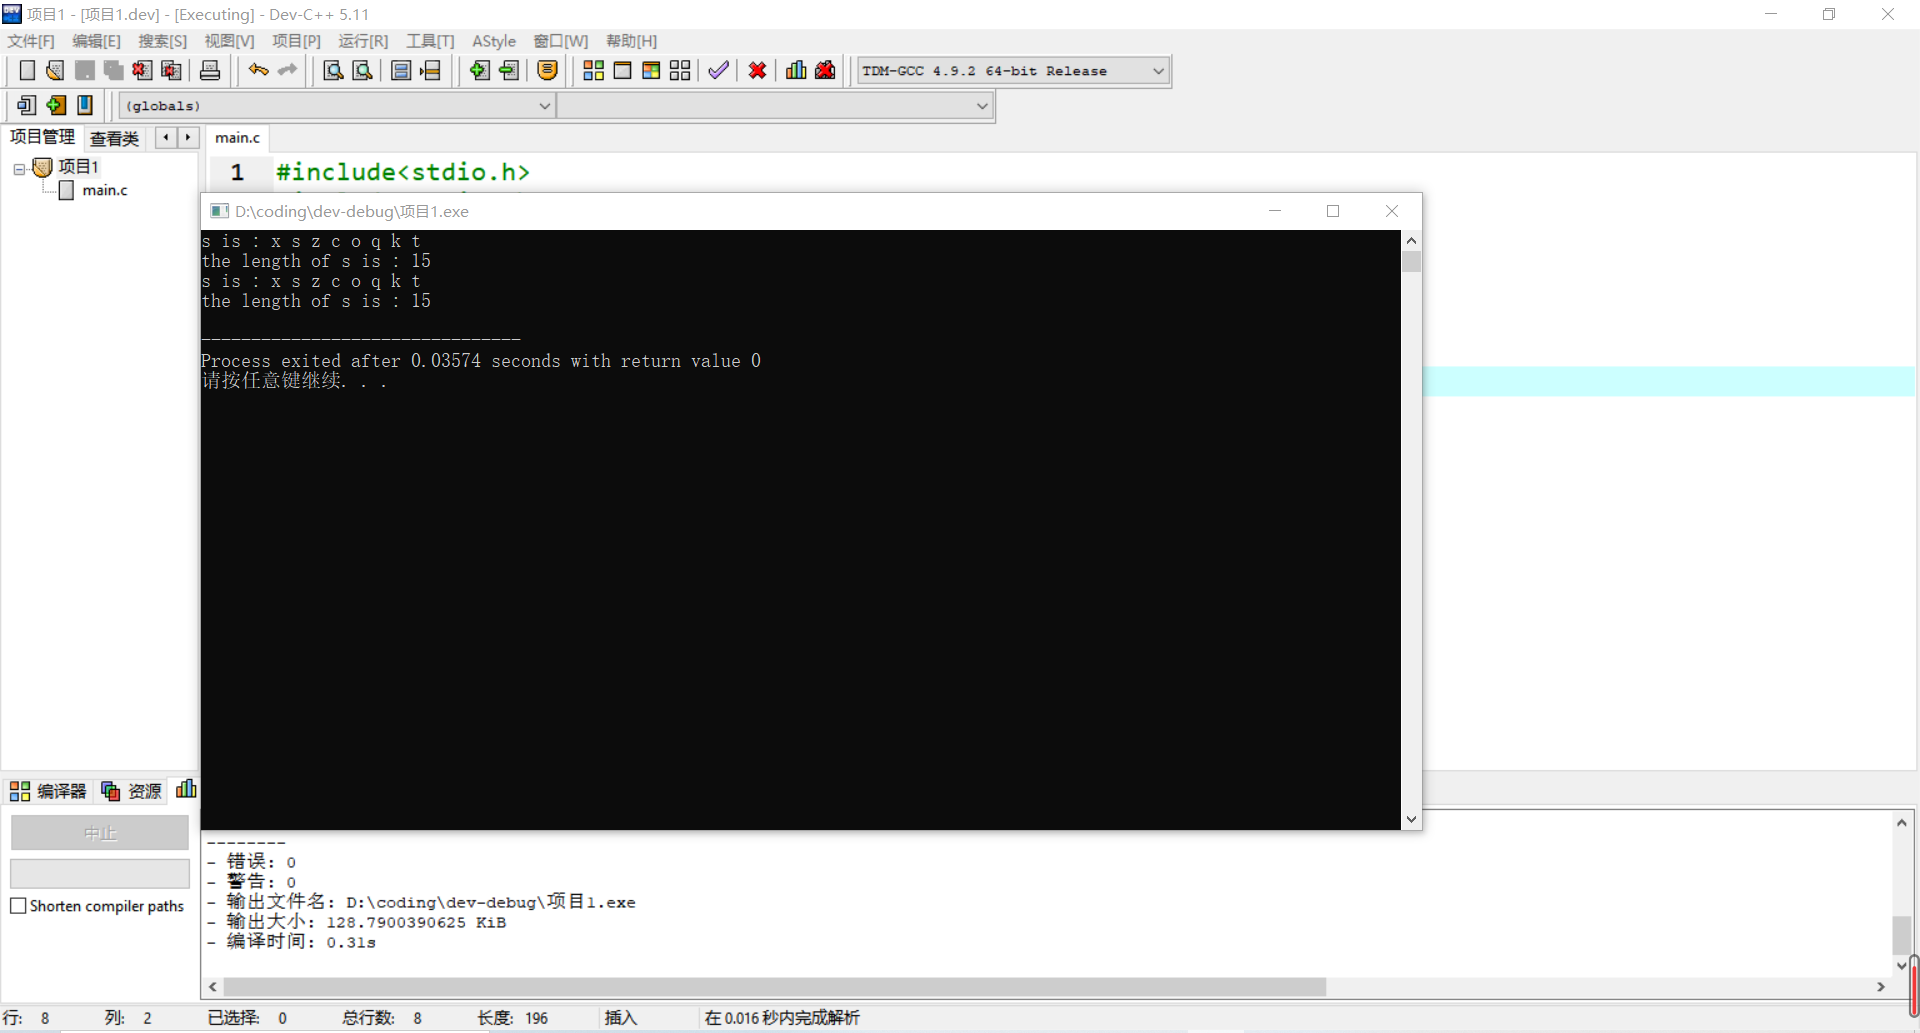 项目1 - [项目1.dev] - [Executing] - Dev-C++ 5.11
文件[F] 编辑[E] 搜索[S] 视图[V] 项目[P] 运行[R] 工具[T] AStyle 窗口[W] 帮助[H]
TDM-GCC 4.9.2 64-bit Release
(globals)
项目管理 查看类
main.c
项目1
main.c
1 #include<stdio.h>
D:\coding\dev-debug\项目1.exe
s is : x s z c o q k t
the length of s is : 15
s is : x s z c o q k t
the length of s is : 15
--------------------------------
Process exited after 0.03574 seconds with return value 0
请按任意键继续. . .
编译器 资源
中止
Shorten compiler paths
--------
- 错误: 0
- 警告: 0
- 输出文件名: D:\coding\dev-debug\项目1.exe
- 输出大小: 128.7900390625 KiB
- 编译时间: 0.31s
行: 8 列: 2 已选择: 0 总行数: 8 长度: 196 插入 在 0.016 秒内完成解析